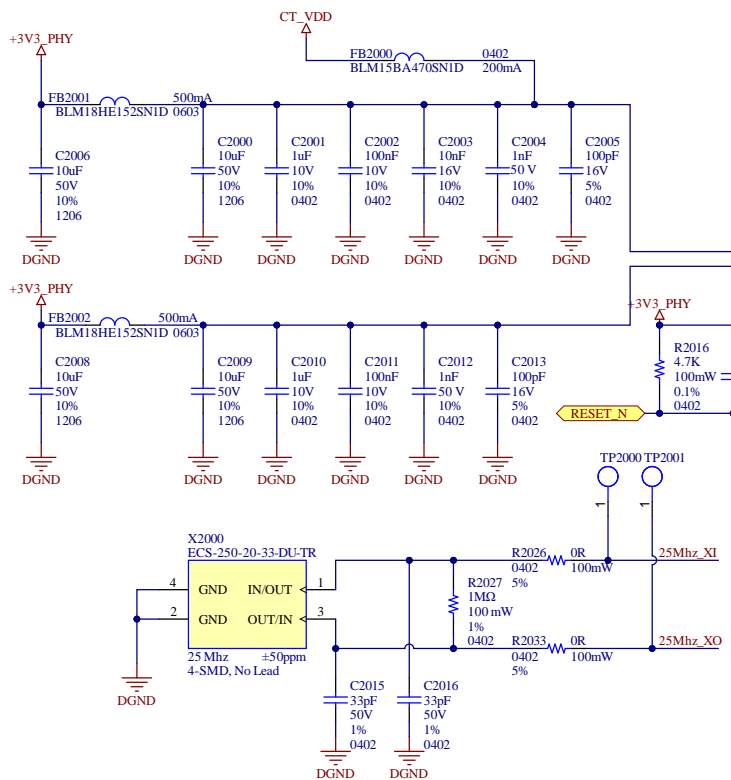 CT_VDD
+3V3_PHY
FB2000 0402
BLM15BA470SN1D 200mA
FB2001 500mA
BLM18HE152SN1D 0603
C2006
10uF
50V
10%
1206
C2000
10uF
50V
10%
1206
C2001
1uF
10V
10%
0402
C2002
100nF
10V
10%
0402
C2003
10nF
16V
10%
0402
C2004
1nF
50 V
10%
0402
C2005
100pF
16V
5%
0402
DGND
DGND
DGND
DGND
DGND
DGND
DGND
+3V3_PHY
FB2002 500mA
BLM18HE152SN1D 0603
C2008
10uF
50V
10%
1206
C2009
10uF
50V
10%
1206
C2010
1uF
10V
10%
0402
C2011
100nF
10V
10%
0402
C2012
1nF
50 V
10%
0402
C2013
100pF
16V
5%
0402
DGND
DGND
DGND
DGND
DGND
DGND
+3V3_PHY
R2016
4.7K
100mW
0.1%
0402
RESET_N
TP2000 TP2001
1
1
X2000
ECS-250-20-33-DU-TR
4 GND IN/OUT 1
2 GND OUT/IN 3
25 Mhz ±50ppm
4-SMD, No Lead
DGND
R2027
1MΩ
100 mW
1%
0402
R2026 0R
0402 100mW
5%
25Mhz_XI
R2033 0R
0402 100mW
5%
25Mhz_XO
C2015
33pF
50V
1%
0402
C2016
33pF
50V
1%
0402
DGND
DGND